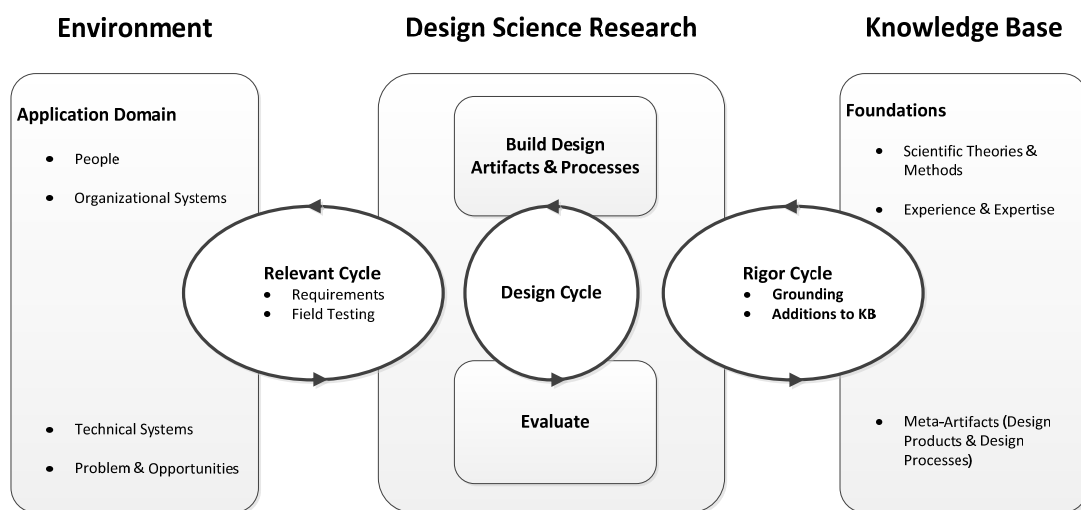 Environment
Design Science Research
Knowledge Base
Application Domain
• People
• Organizational Systems
• Technical Systems
• Problem & Opportunities
Relevant Cycle
• Requirements
• Field Testing
Build Design
Artifacts & Processes
Design Cycle
Evaluate
Rigor Cycle
• Grounding
• Additions to KB
Foundations
• Scientific Theories &
Methods
• Experience & Expertise
• Meta-Artifacts (Design
Products & Design
Processes)